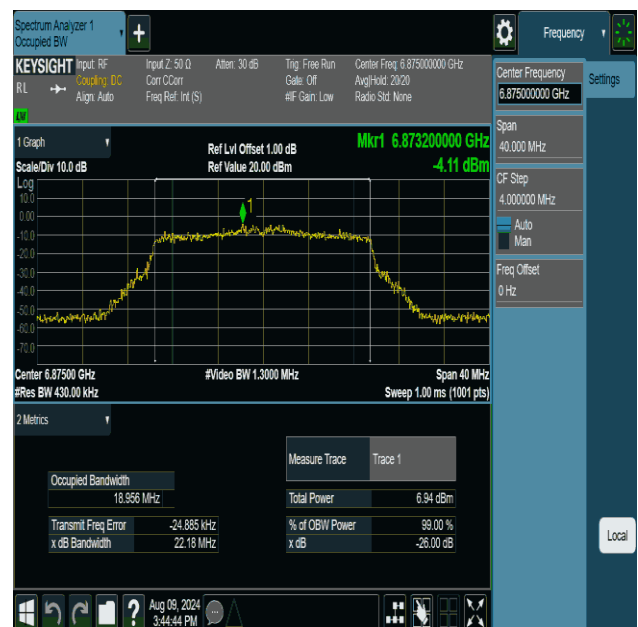 Spectrum Analyzer 1
Occupied BW
Frequency
KEYSIGHT
Input: RF
Input Z: 50 Ω
Atten: 30 dB
Trig: Free Run
Center Freq: 6.875000000 GHz
RL
Coupling: DC
Corr CCorr
Gate: Off
Avg|Hold: 20/20
Align: Auto
Freq Ref: Int (S)
#IF Gain: Low
Radio Std: None
Center Frequency
6.875000000 GHz
Settings
Span
40.000 MHz
CF Step
4.000000 MHz
Auto
Man
Freq Offset
0 Hz
Local
1 Graph
Ref Lvl Offset 1.00 dB
Mkr1 6.873200000 GHz
Scale/Div 10.0 dB
Ref Value 20.00 dBm
-4.11 dBm
Log
10.0
0.00
-10.0
-20.0
-30.0
-40.0
-50.0
-60.0
-70.0
1
Center 6.87500 GHz
#Video BW 1.3000 MHz
Span 40 MHz
#Res BW 430.00 kHz
Sweep 1.00 ms (1001 pts)
2 Metrics
Measure Trace
Trace 1
Occupied Bandwidth
18.956 MHz
Total Power
6.94 dBm
Transmit Freq Error
-24.885 kHz
% of OBW Power
99.00 %
x dB Bandwidth
22.18 MHz
x dB
-26.00 dB
?
Aug 09, 2024
3:44:44 PM